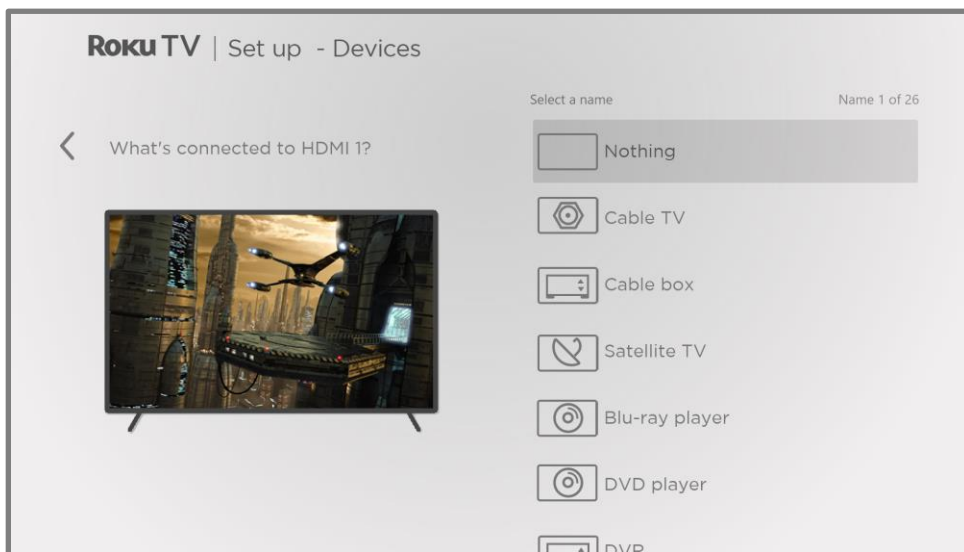 Roku TV | Set up - Devices
Select a name
Name 1 of 26
What's connected to HDMI 1?
Nothing
Cable TV
Cable box
Satellite TV
Blu-ray player
DVD player
DVR